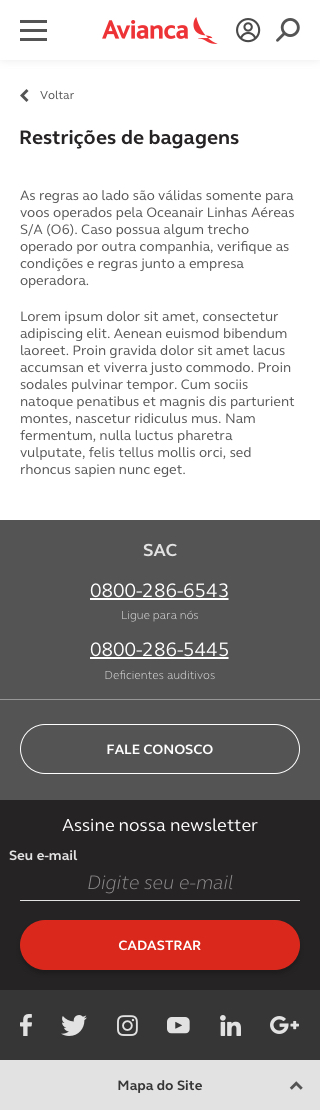 Avianca
Voltar
Restrições de bagagens
As regras ao lado são válidas somente para
voos operados pela Oceanair Linhas Aéreas
S/A (O6). Caso possua algum trecho
operado por outra companhia, verifique as
condições e regras junto a empresa
operadora.
Lorem ipsum dolor sit amet, consectetur
adipiscing elit. Aenean euismod bibendum
laoreet. Proin gravida dolor sit amet lacus
accumsan et viverra justo commodo. Proin
sodales pulvinar tempor. Cum sociis
natoque penatibus et magnis dis parturient
montes, nascetur ridiculus mus. Nam
fermentum, nulla luctus pharetra
vulputate, felis tellus mollis orci, sed
rhoncus sapien nunc eget.
SAC
0800-286-6543
Ligue para nós
0800-286-5445
Deficientes auditivos
FALE CONOSCO
Assine nossa newsletter
Seu e-mail
Digite seu e-mail
CADASTRAR
Mapa do Site